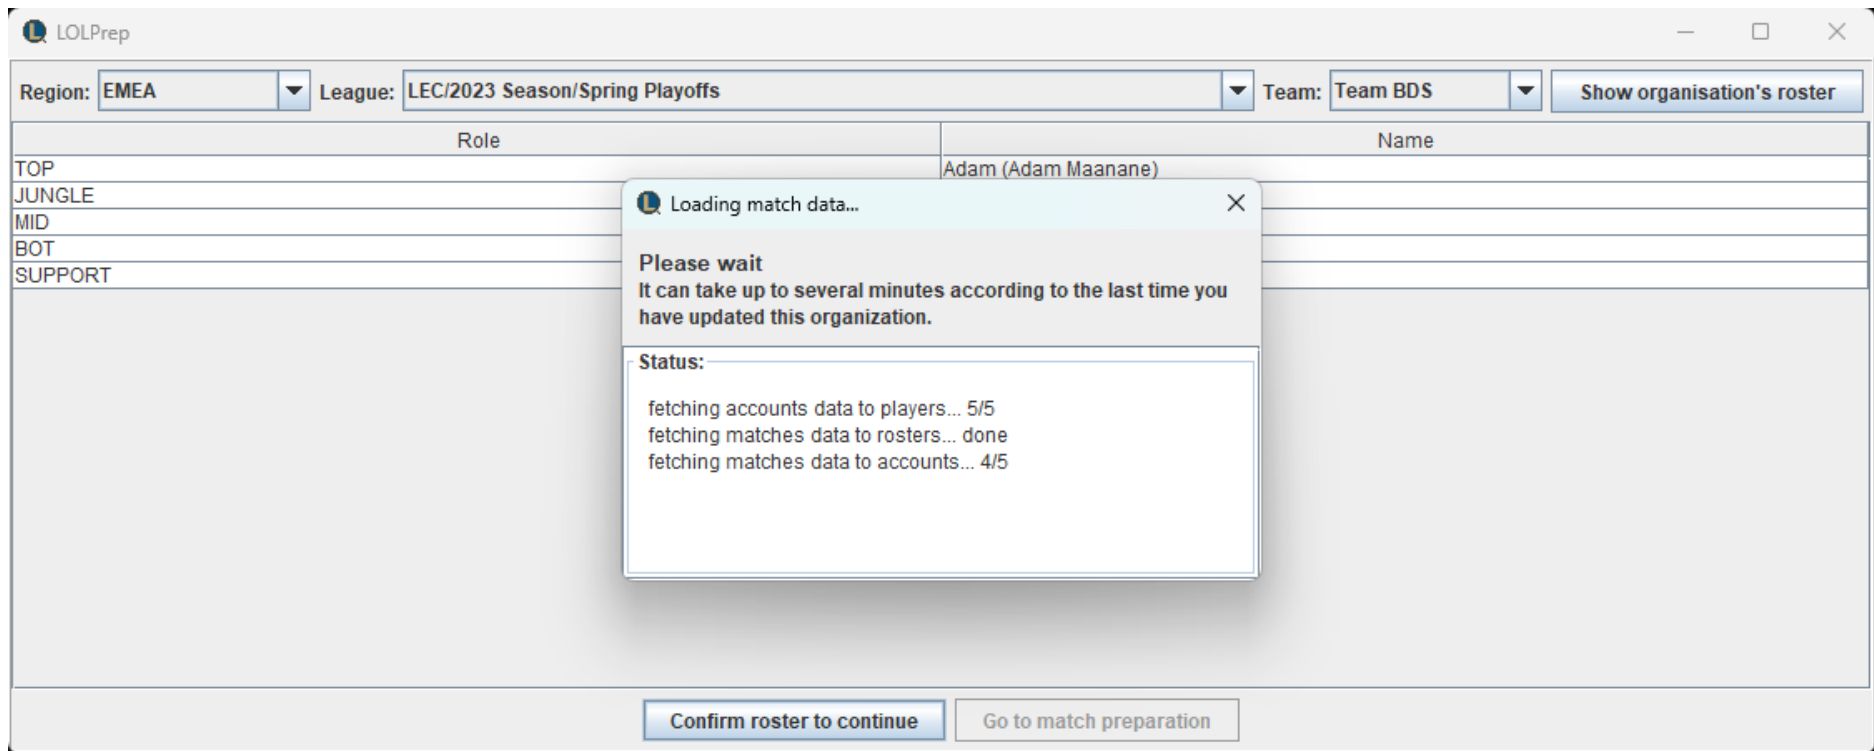 LOLPrep
Region: EMEA League: LEC/2023 Season/Spring Playoffs Team: Team BDS Show organisation's roster
Role Name
TOP Adam (Adam Maanane)
JUNGLE
MID
BOT
SUPPORT
Loading match data...
Please wait
It can take up to several minutes according to the last time you
have updated this organization.
Status:
fetching accounts data to players... 5/5
fetching matches data to rosters... done
fetching matches data to accounts... 4/5
Confirm roster to continue Go to match preparation